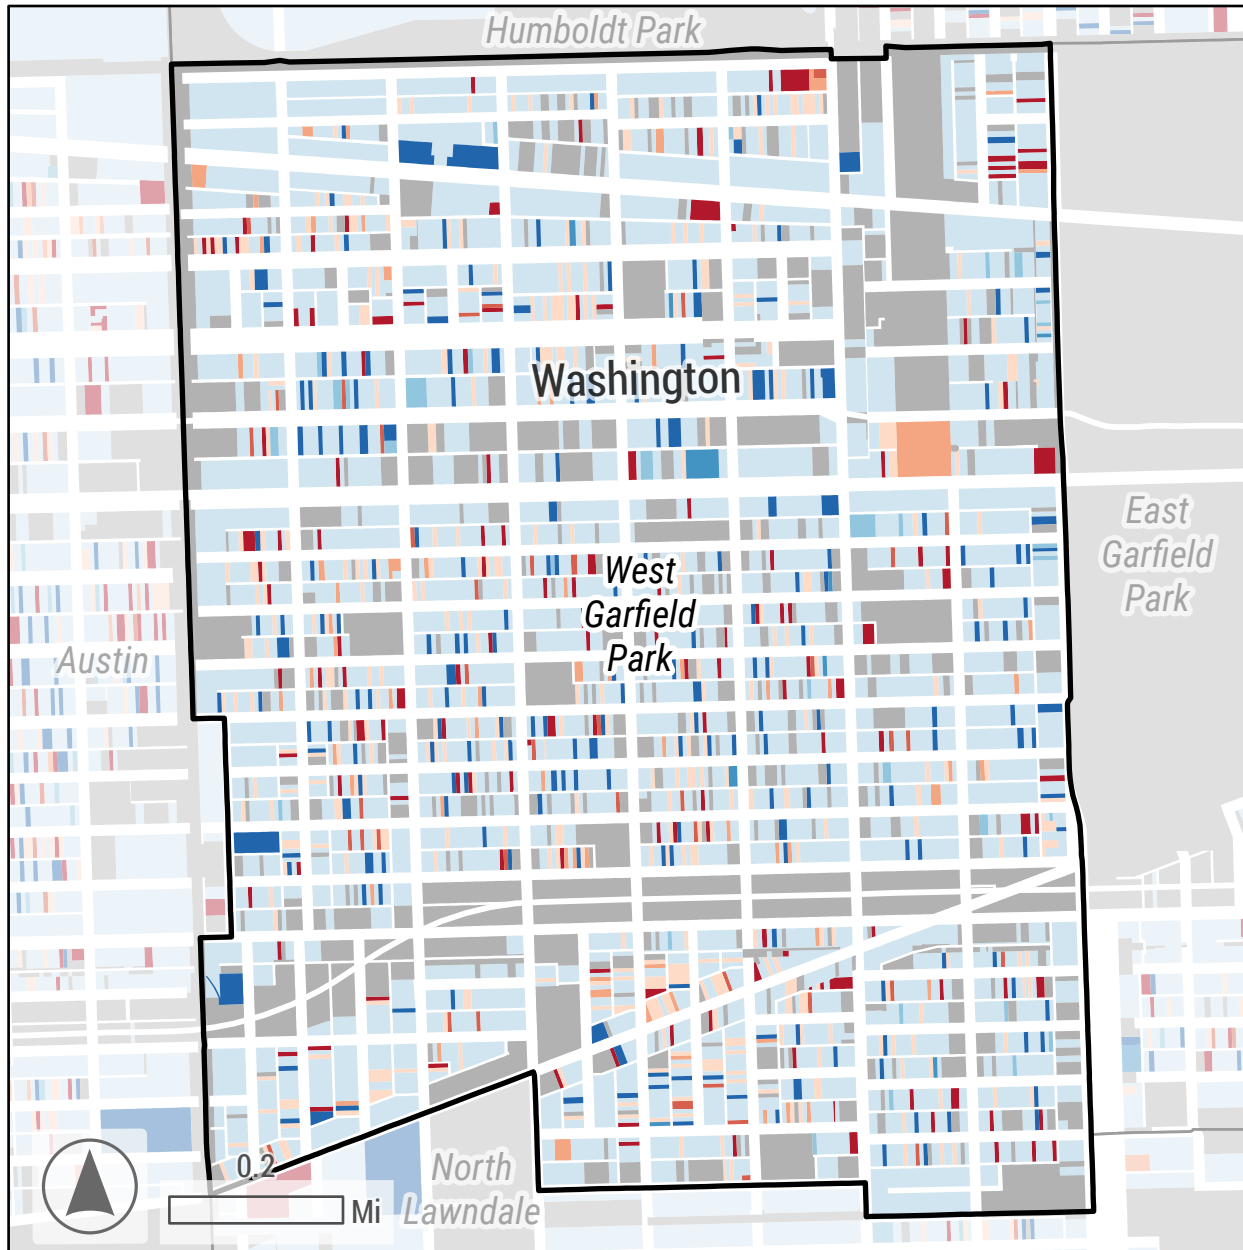 Humboldt Park
Washington
West
Garfield
Park
East
Garfield
Park
Austin
North
Lawndale
0.2
Mi